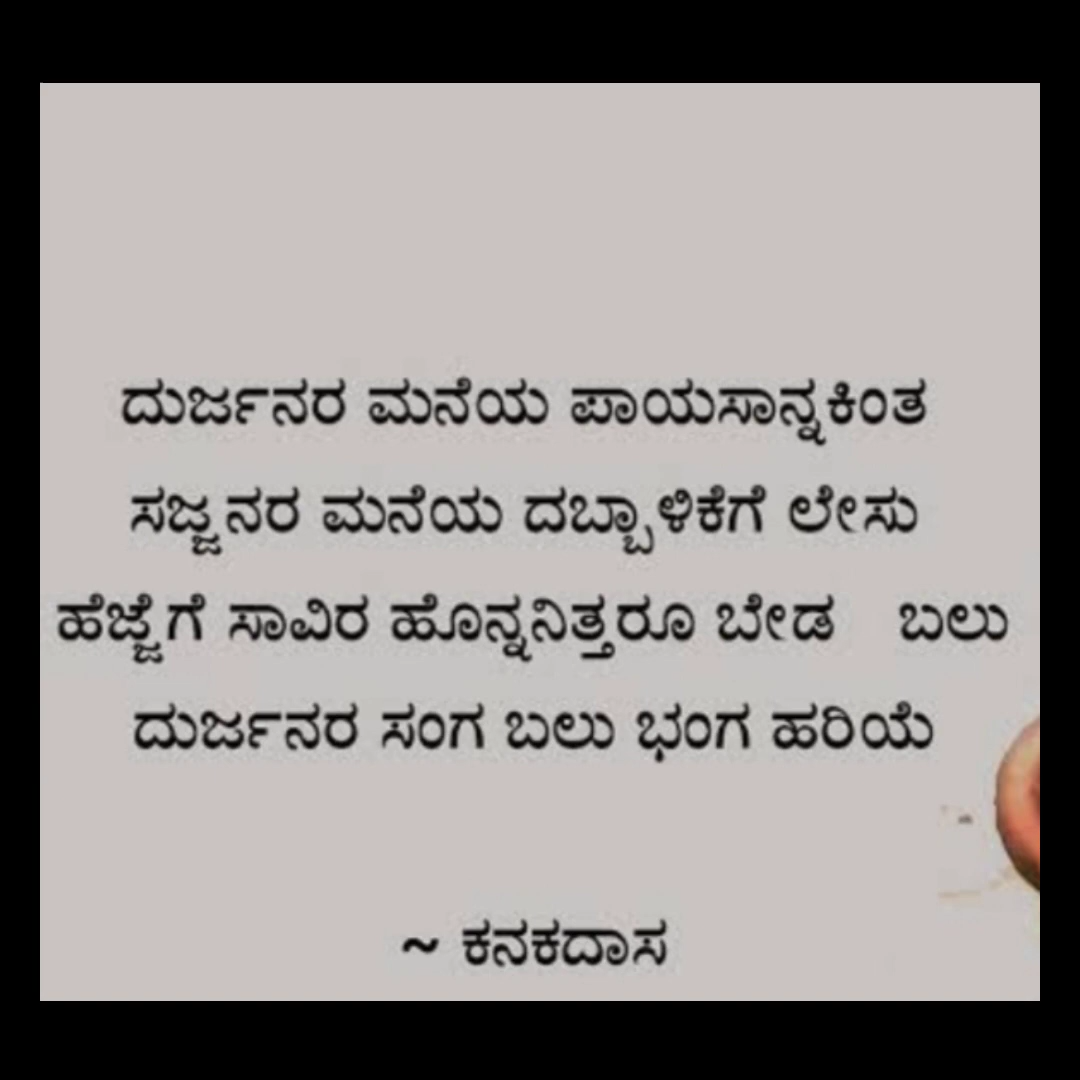 ದುರ್ಜನರ ಮನೆಯ ಪಾಯಸಾನ್ನಕಿಂತ
ಸಜ್ಜನರ ಮನೆಯ ದಬ್ಬಾಳಿಕೆಗೆ ಲೇಸು
ಹೆಜ್ಜೆಗೆ ಸಾವಿರ ಹೊನ್ನನಿತ್ತರೂ ಬೇಡ ಬಲು
ದುರ್ಜನರ ಸಂಗ ಬಲು ಭಂಗ ಹರಿಯೆ
~ ಕನಕದಾಸ